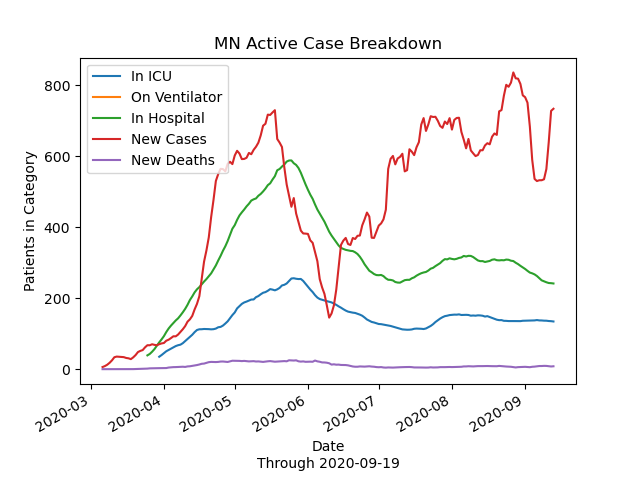 MN Active Case Breakdown
In ICU
On Ventilator
In Hospital
New Cases
New Deaths
Patients in Category
800
600
400
200
0
2020-03
2020-04
2020-05
2020-06
2020-07
2020-08
2020-09
Date
Through 2020-09-19